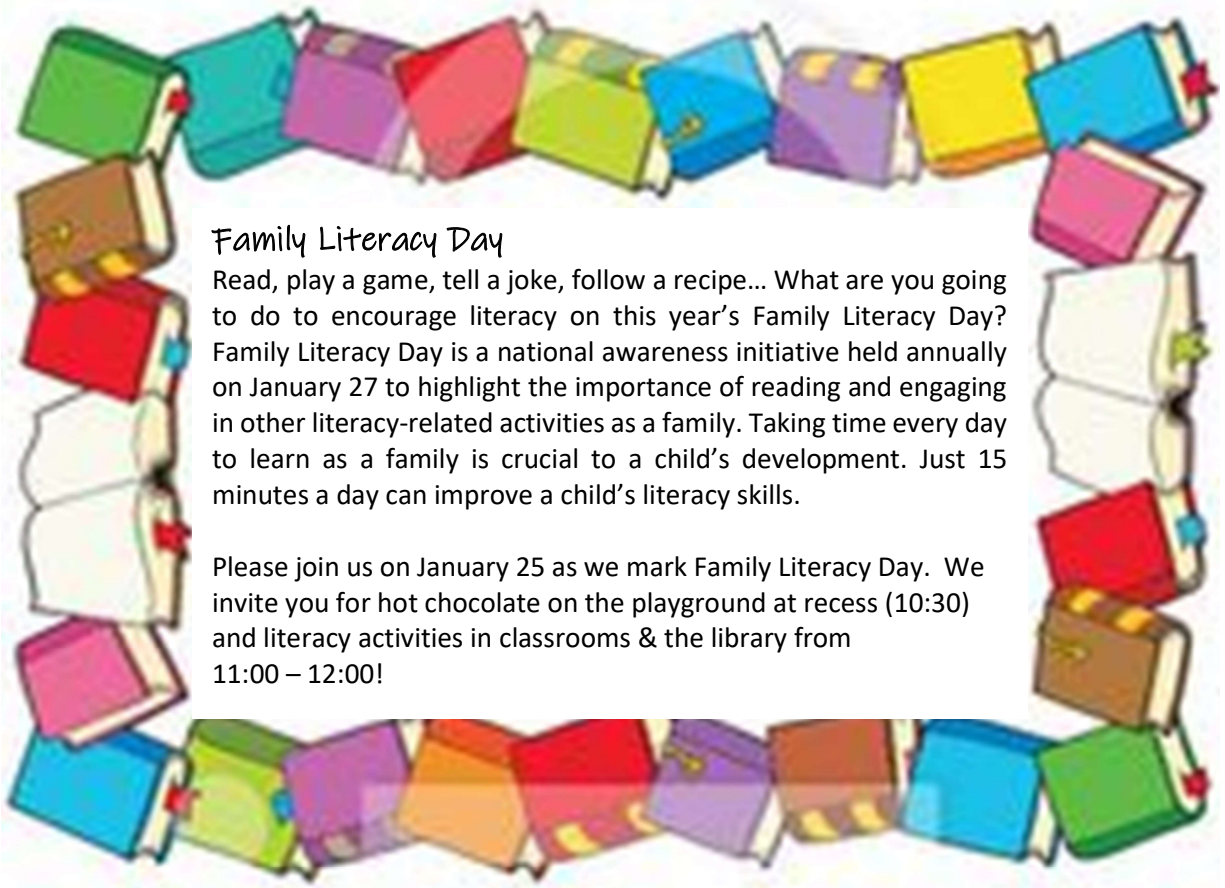 Family Literacy Day
Read, play a game, tell a joke, follow a recipe… What are you going
to do to encourage literacy on this year’s Family Literacy Day?
Family Literacy Day is a national awareness initiative held annually
on January 27 to highlight the importance of reading and engaging
in other literacy-related activities as a family. Taking time every day
to learn as a family is crucial to a child’s development. Just 15
minutes a day can improve a child’s literacy skills.
Please join us on January 25 as we mark Family Literacy Day.  We
invite you for hot chocolate on the playground at recess (10:30)
and literacy activities in classrooms & the library from
11:00 – 12:00!